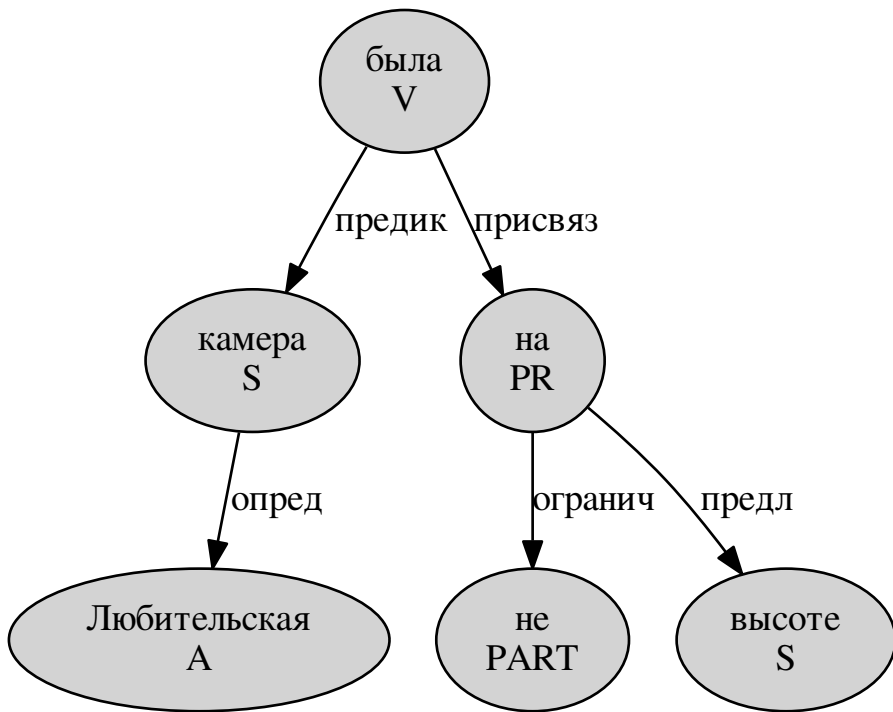 была
V
предик
присвяз
камера
S
на
PR
опред
огранич
предл
Любительская
A
не
PART
высоте
S